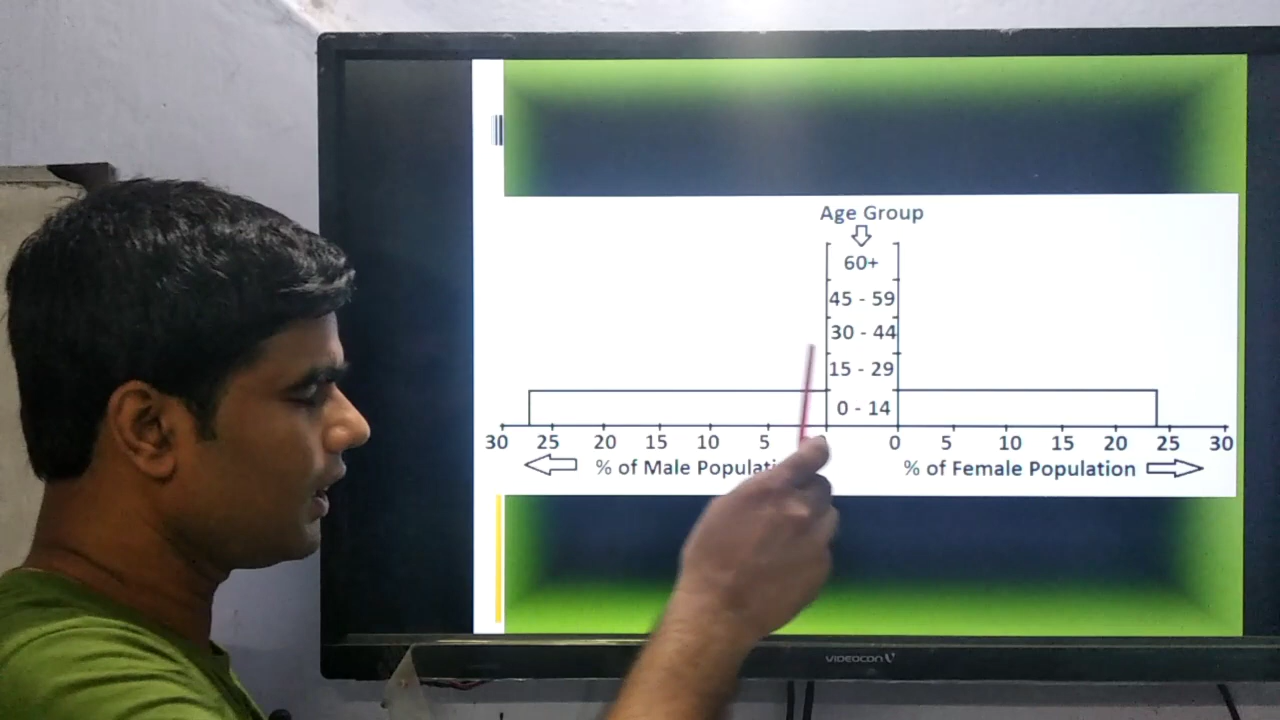 Age Group
60+
45 - 59
30 - 44
15 - 29
0 - 14
30 25 20 15 10 5 0 5 10 15 20 25 30
% of Male % of Female Population
VIDEOCON